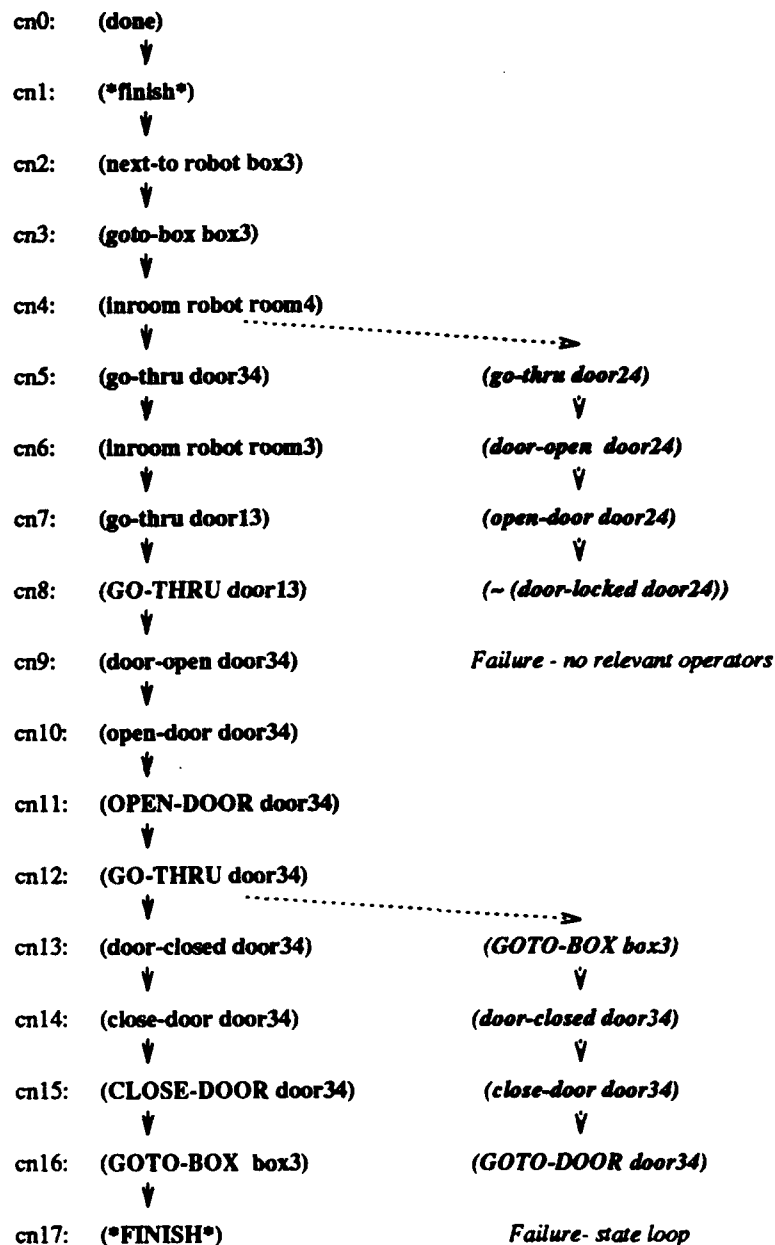 cn0: (done)
cn1: (*finish*)
cn2: (next-to robot box3)
cn3: (goto-box box3)
cn4: (inroom robot room4)
cn5: (go-thru door34) (go-thru door24)
cn6: (inroom robot room3) (door-open door24)
cn7: (go-thru door13) (open-door door24)
cn8: (GO-THRU door13) (~ (door-locked door24))
cn9: (door-open door34) Failure - no relevant operators
cn10: (open-door door34)
cn11: (OPEN-DOOR door34)
cn12: (GO-THRU door34)
cn13: (door-closed door34) (GOTO-BOX box3)
cn14: (close-door door34) (door-closed door34)
cn15: (CLOSE-DOOR door34) (close-door door34)
cn16: (GOTO-BOX box3) (GOTO-DOOR door34)
cn17: (*FINISH*) Failure- state loop